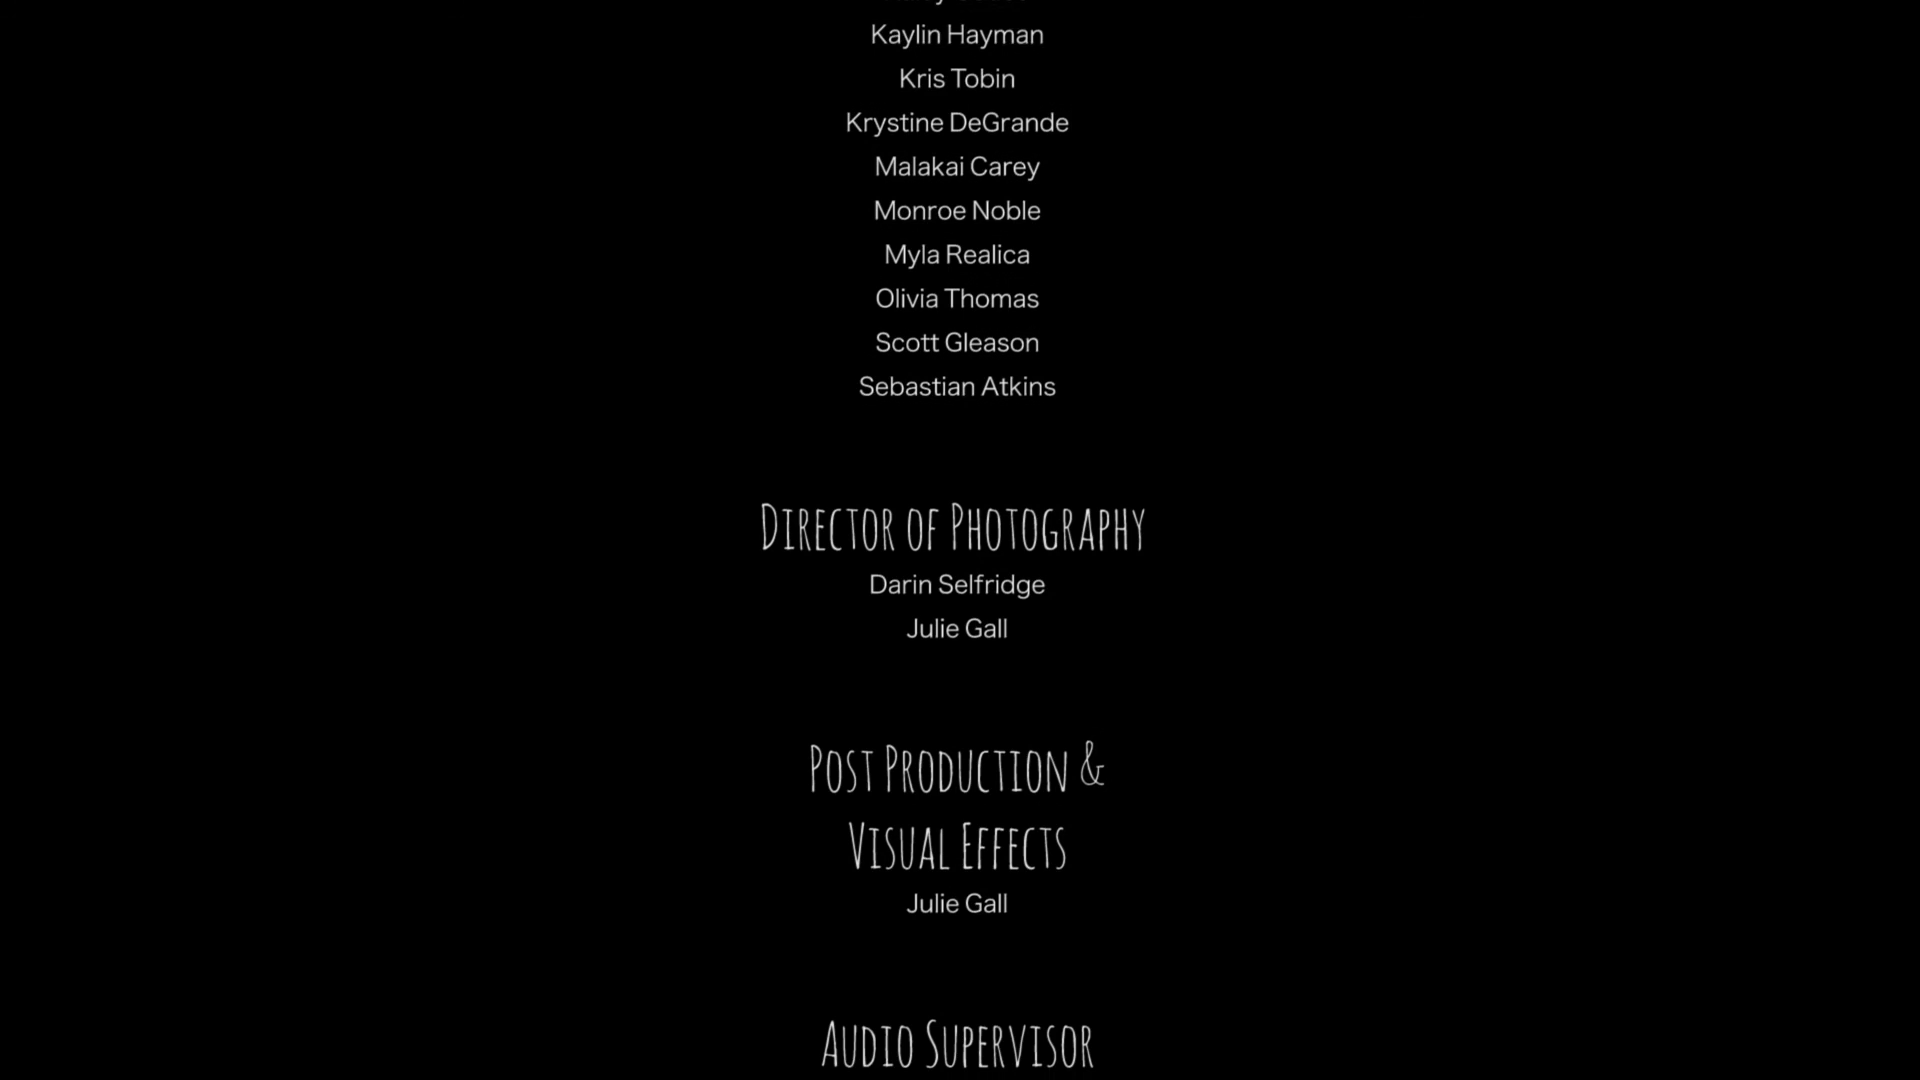 Kaylin Hayman
Kris Tobin
Krystine DeGrande
Malakai Carey
Monroe Noble
Myla Realica
Olivia Thomas
Scott Gleason
Sebastian Atkins
Director of Photography
Darin Selfridge
Julie Gall
Post Production &
Visual Effects
Julie Gall
Audio Supervisor